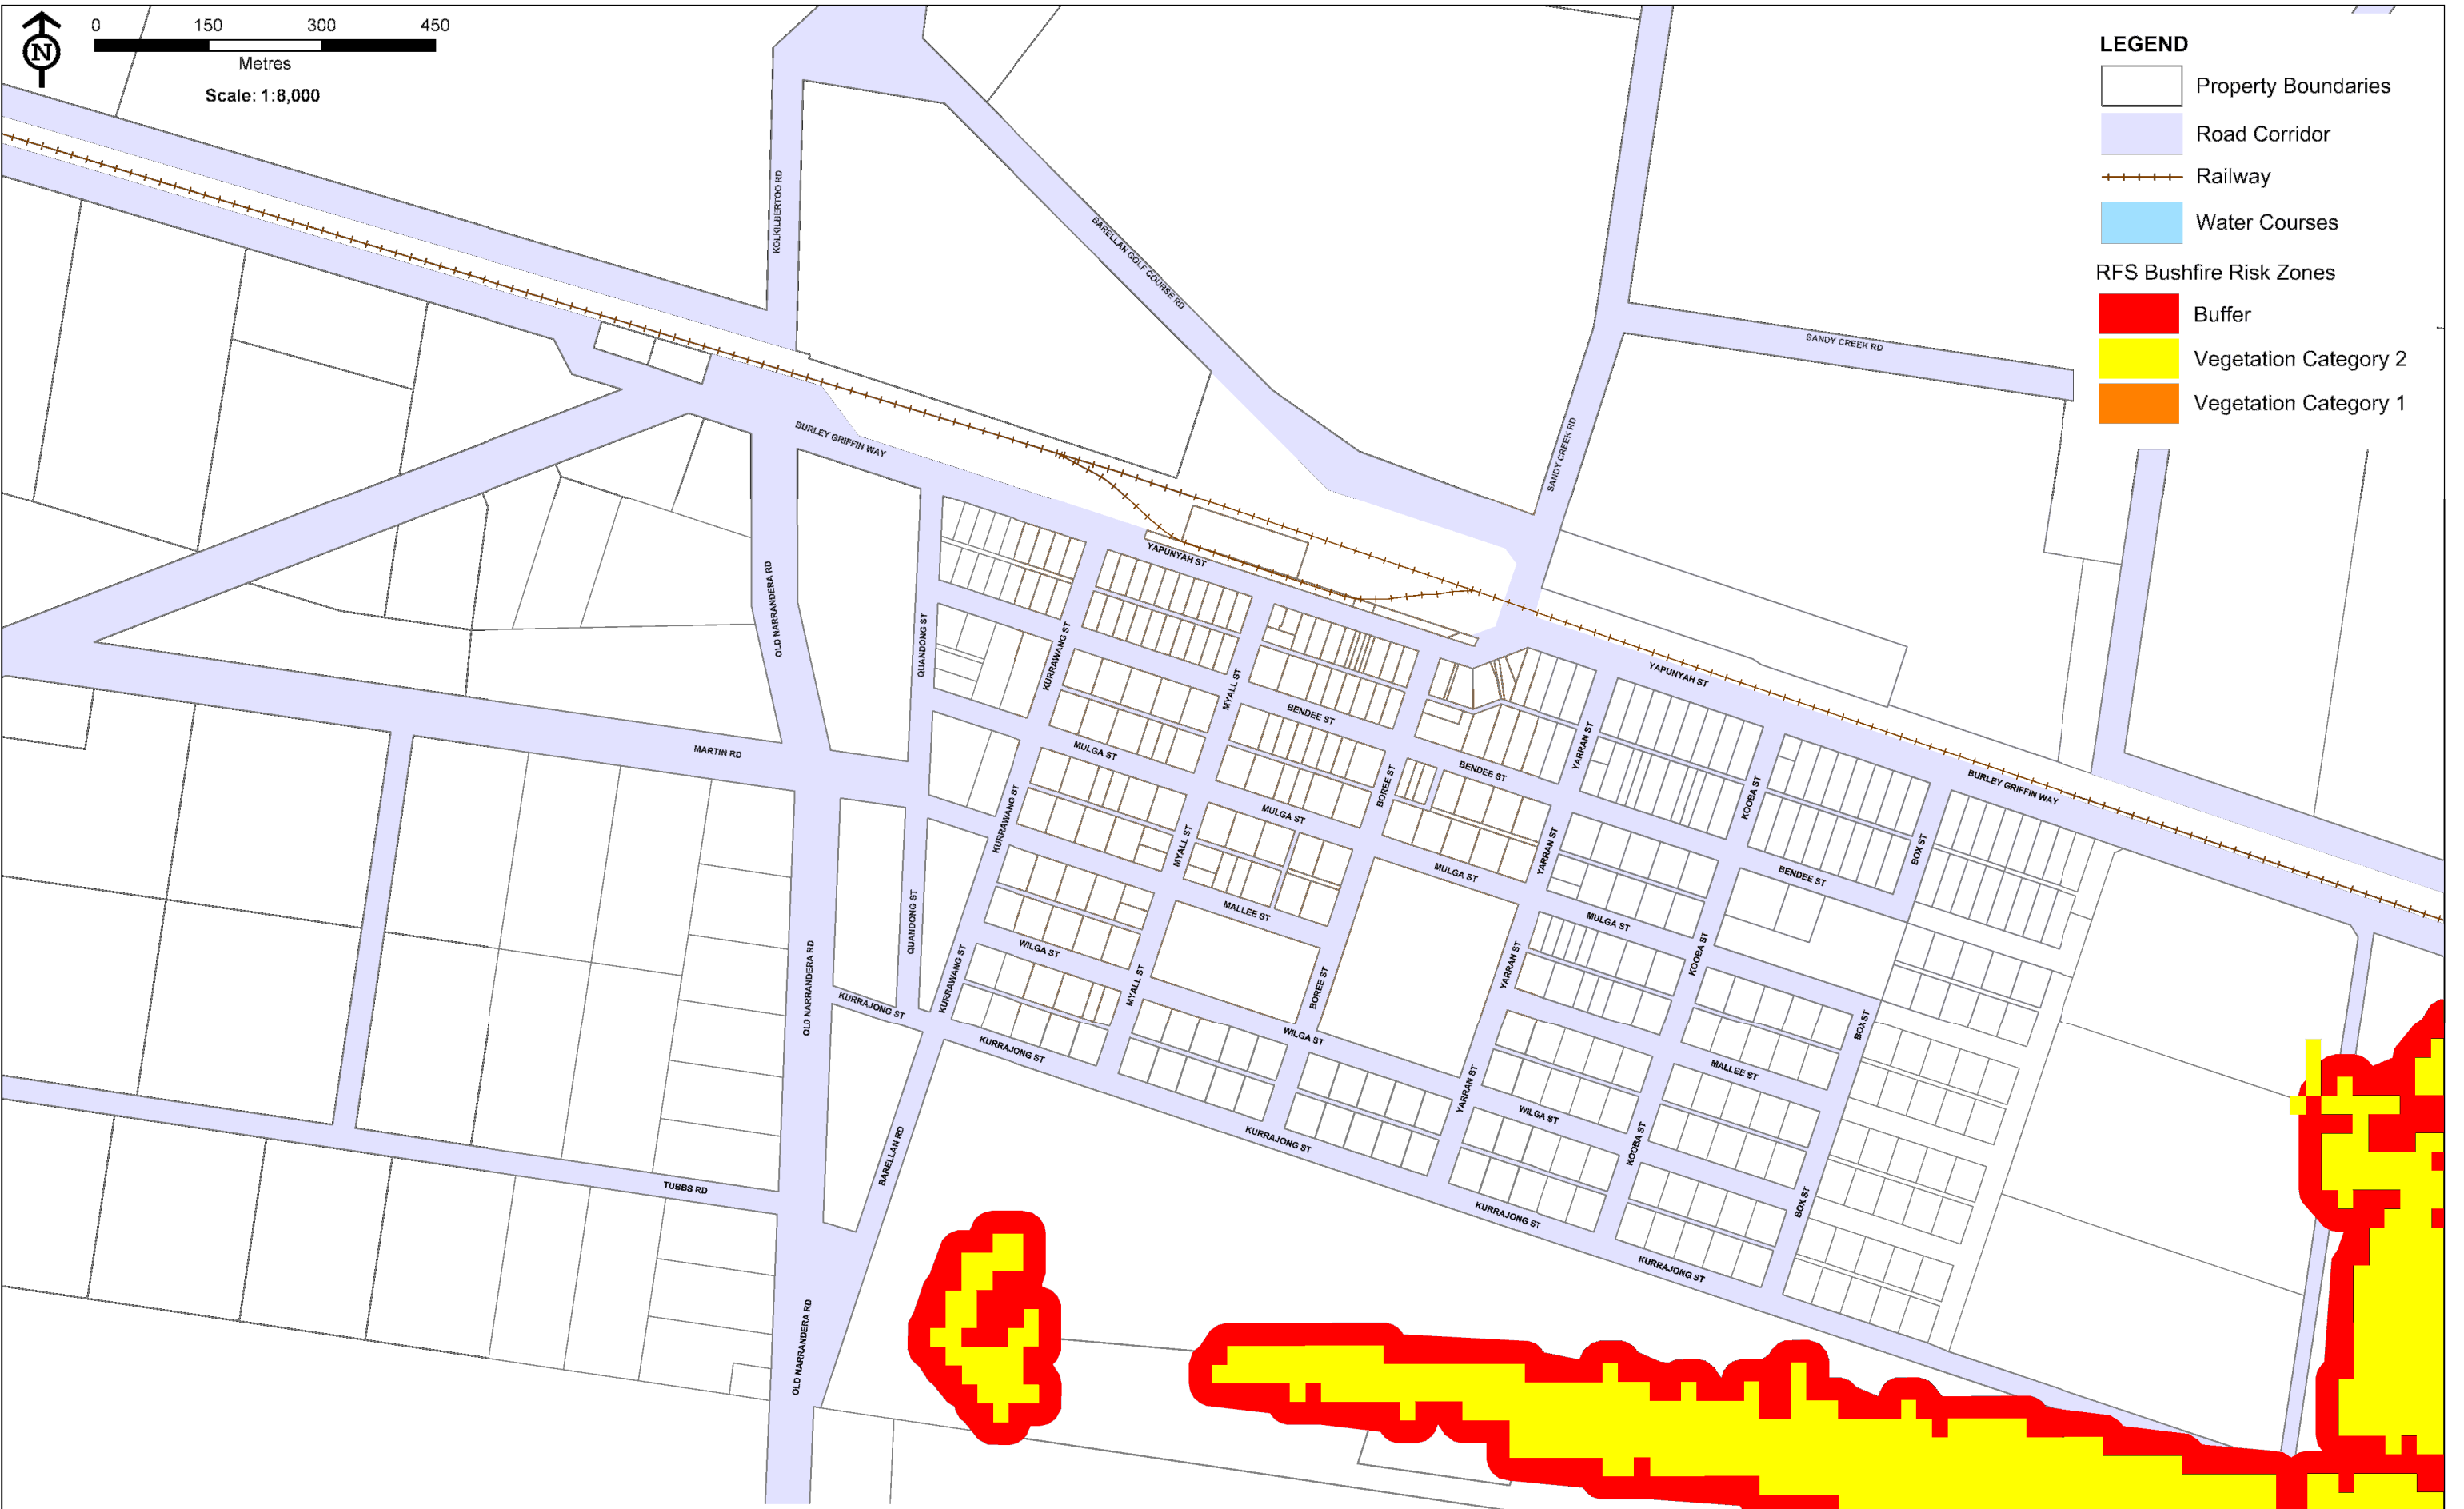 0 150 300 450
N
Metres
Scale: 1:8,000
LEGEND
Property Boundaries
Road Corridor
Railway
Water Courses
RFS Bushfire Risk Zones
Buffer
Vegetation Category 2
Vegetation Category 1
KOLKILBERTOO RD
BARELLAN GOLF COURSE RD
SANDY CREEK RD
SANDY CREEK RD
BURLEY GRIFFIN WAY
YAPUNYAH ST
OLD NARRANDERA RD
QUANDONG ST
KURRAWANG ST
MYALL ST
YAPUNYAH ST
BENDEE ST
YARRAN ST
MARTIN RD
MULGA ST
BENDEE ST
BOREE ST
KOOBA ST
BURLEY GRIFFIN WAY
MULGA ST
KURRAWANG ST
MYALL ST
YARRAN ST
BOX ST
MULGA ST
BENDEE ST
MALLEE ST
MULGA ST
QUANDONG ST
WILGA ST
KOOBA ST
YARRAN ST
OLD NARRANDERA RD
KURRAWANG ST
MYALL ST
BOREE ST
KURRAJONG ST
BOX ST
WILGA ST
KURRAJONG ST
MALLEE ST
YARRAN ST
WILGA ST
KURRAJONG ST
KOOBA ST
BARELLAN RD
TUBBS RD
BOX ST
KURRAJONG ST
KURRAJONG ST
OLD NARRANDERA RD